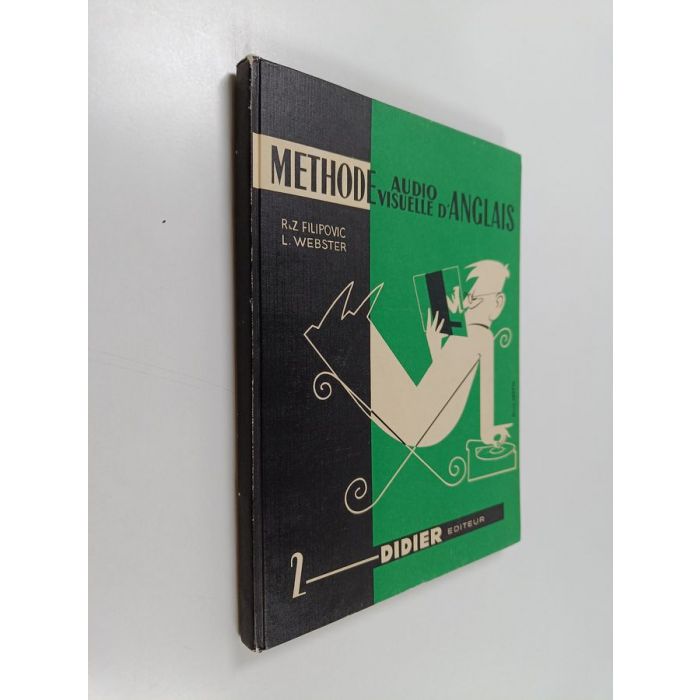 METHODE AUDIO VISUELLE D'ANGLAIS
R&Z FILIPOVIC
L. WEBSTER
2 DIDIER EDITEUR